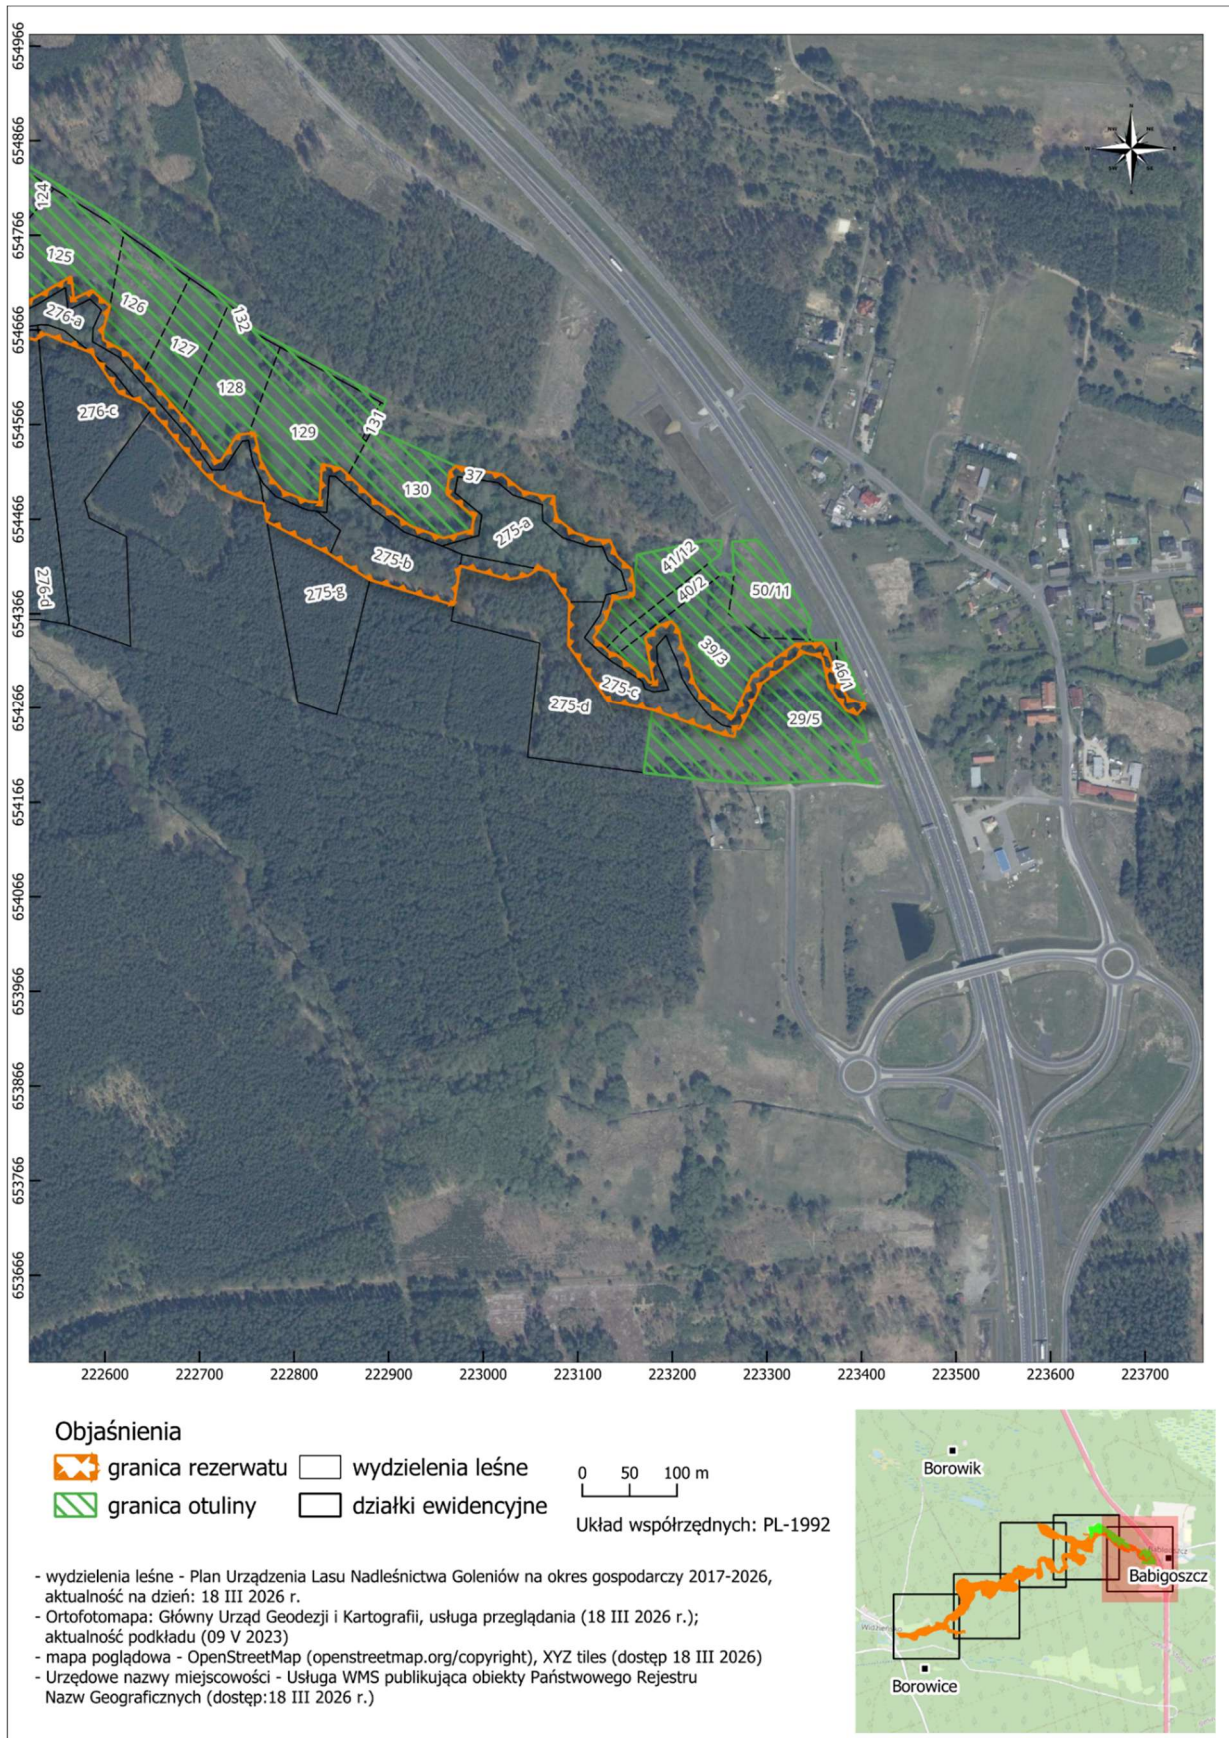 654966
654866
654766
654666
654566
654466
654366
654266
654166
654066
653966
653866
653766
653666
N
NE
E
SE
S
SW
W
NW
124
125
126
127
128
132
129
131
130
37
276-a
276-c
276-d
275-a
275-b
275-g
275-c
275-d
41/12
40/2
50/11
39/3
46/1
29/5
222600 222700 222800 222900 223000 223100 223200 223300 223400 223500 223600 223700
Objaśnienia
granica rezerwatu
wydzielenia leśne
granica otuliny
działki ewidencyjne
0 50 100 m
Układ współrzędnych: PL-1992
- wydzielenia leśne - Plan Urządzenia Lasu Nadleśnictwa Goleniów na okres gospodarczy 2017-2026,
aktualność na dzień: 18 III 2026 r.
- Ortofotomapa: Główny Urząd Geodezji i Kartografii, usługa przeglądania (18 III 2026 r.);
aktualność podkładu (09 V 2023)
- mapa poglądowa - OpenStreetMap (openstreetmap.org/copyright), XYZ tiles (dostęp 18 III 2026)
- Urzędowe nazwy miejscowości - Usługa WMS publikująca obiekty Państwowego Rejestru
Nazw Geograficznych (dostęp:18 III 2026 r.)
Borowik
Babigoszcz
Borowice